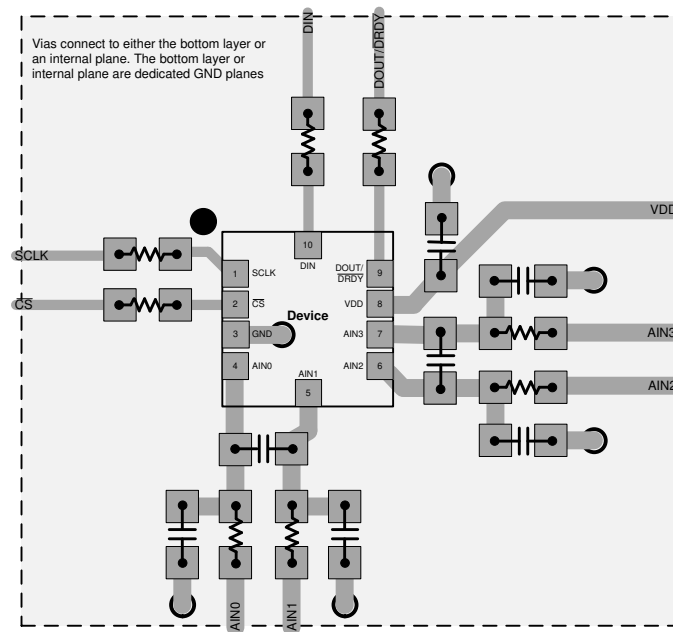 DIN
DOUT/DRDY
Vias connect to either the bottom layer or
an internal plane. The bottom layer or
internal plane are dedicated GND planes
VDD
SCLK
CS
10
DIN
1
SCLK
DOUT/
DRDY
9
2
CS
VDD
8
Device
3
GND
AIN3
7
4
AIN0
AIN2
6
AIN1
5
AIN3
AIN2
AIN0
AIN1